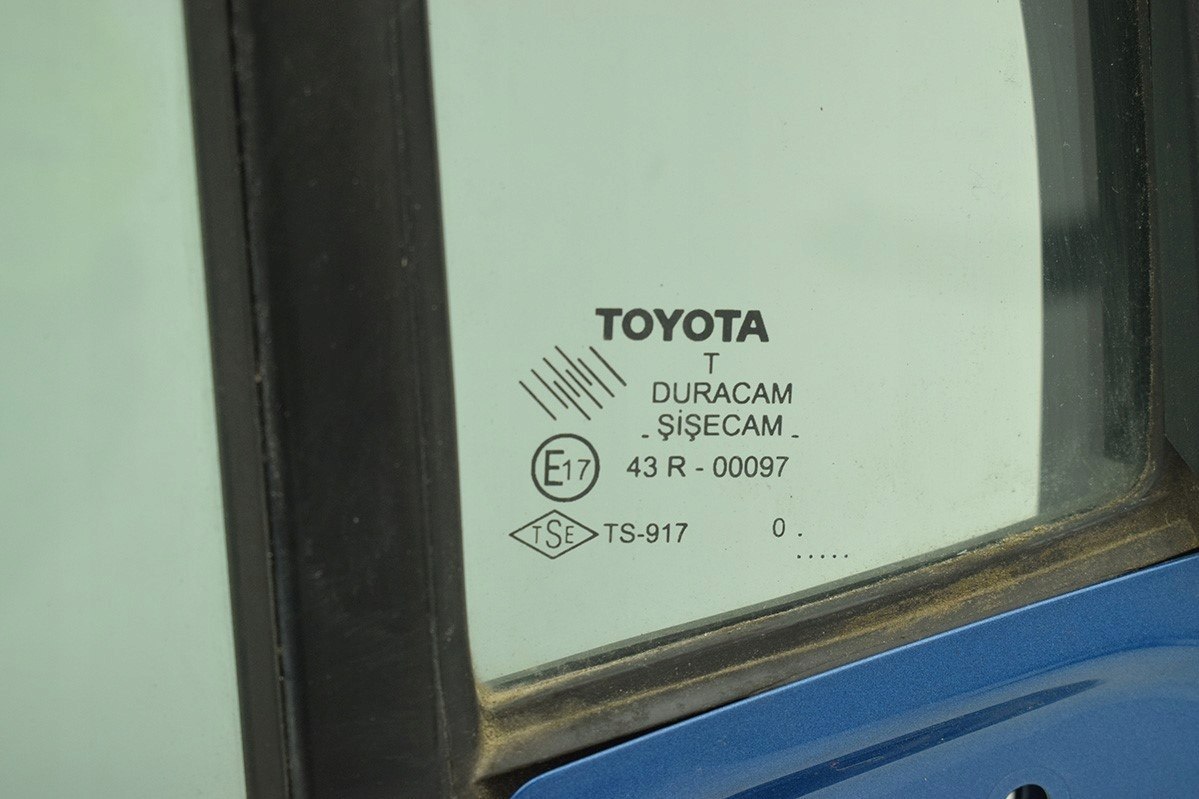 TOYOTA
T
DURACAM
ŞİŞECAM
E17 43 R - 00097
TSE TS-917 0 .
.....